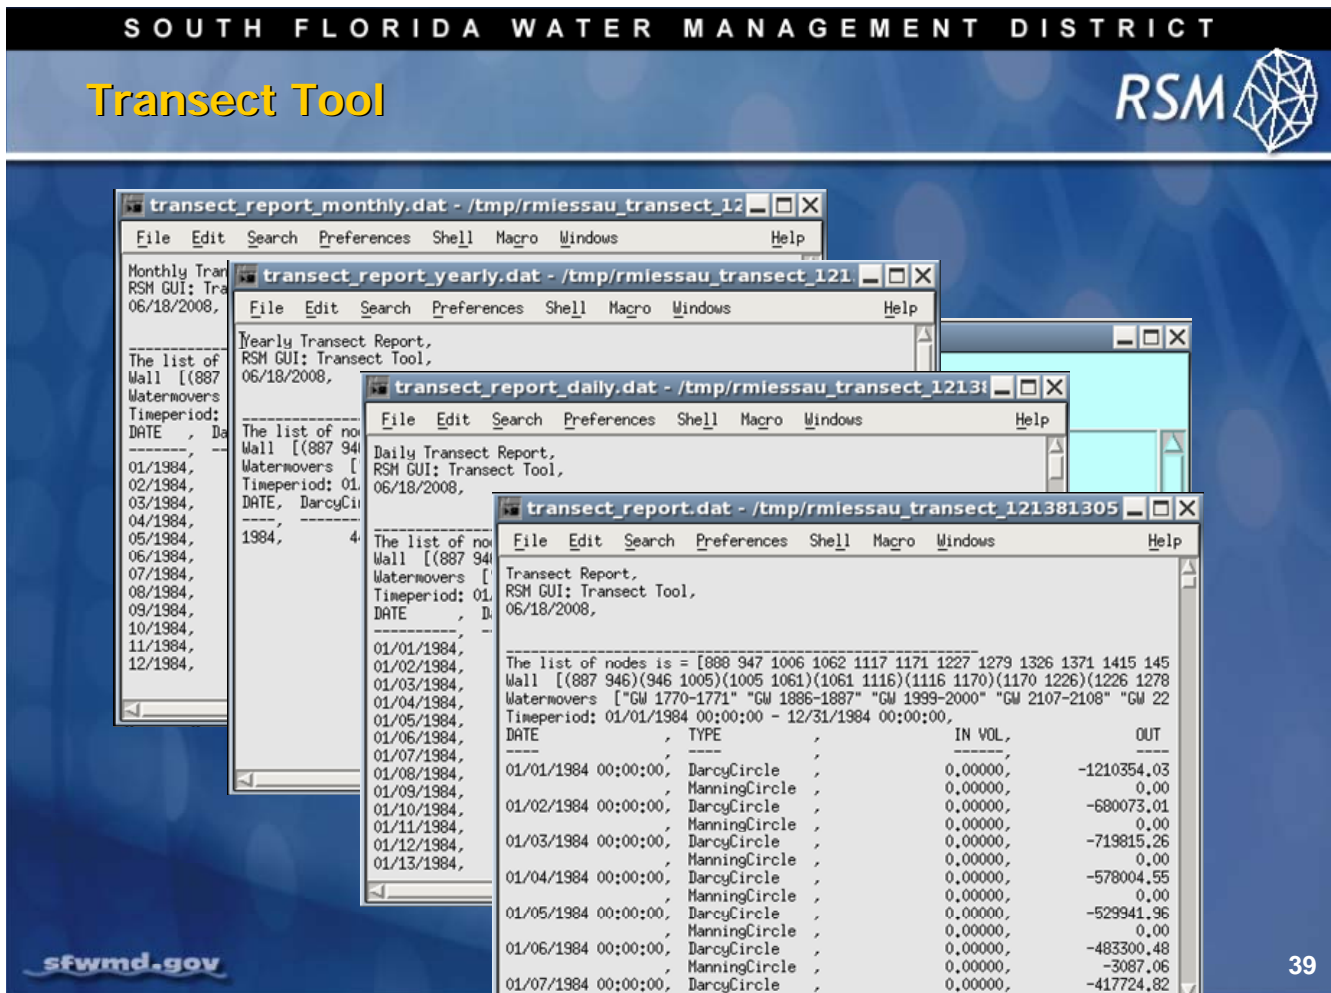 SOUTH FLORIDA WATER MANAGEMENT DISTRICT
Transect Tool
RSM
transect_report_monthly.dat - /tmp/rmiessau_transect_12
File Edit Search Preferences Shell Macro Windows Help
Monthly Tran
RSM GUI: Tra
06/18/2008,
The list of
Wall [(887
Watermovers
Timeperiod:
DATE , Da
-------, --
01/1984,
02/1984,
03/1984,
04/1984,
05/1984,
06/1984,
07/1984,
08/1984,
09/1984,
10/1984,
11/1984,
12/1984,
transect_report_yearly.dat - /tmp/rmiessau_transect_121
File Edit Search Preferences Shell Macro Windows Help
Yearly Transect Report,
RSM GUI: Transect Tool,
06/18/2008,
The list of no
Wall [(887 94
Watermovers [
Timeperiod: 01
DATE, DarcyCi
----, --------
1984, 4
transect_report_daily.dat - /tmp/rmiessau_transect_12138
File Edit Search Preferences Shell Macro Windows Help
Daily Transect Report,
RSM GUI: Transect Tool,
06/18/2008,
The list of no
Wall [(887 94
Watermovers [
Timeperiod: 01
DATE , D
----------, -
01/01/1984,
01/02/1984,
01/03/1984,
01/04/1984,
01/05/1984,
01/06/1984,
01/07/1984,
01/08/1984,
01/09/1984,
01/10/1984,
01/11/1984,
01/12/1984,
01/13/1984,
transect_report.dat - /tmp/rmiessau_transect_121381305
File Edit Search Preferences Shell Macro Windows Help
Transect Report,
RSM GUI: Transect Tool,
06/18/2008,
The list of nodes is = [888 947 1006 1062 1117 1171 1227 1279 1326 1371 1415 145
Wall [(887 946)(946 1005)(1005 1061)(1061 1116)(1116 1170)(1170 1226)(1226 1278
Watermovers ["GW 1770-1771" "GW 1886-1887" "GW 1999-2000" "GW 2107-2108" "GW 22
Timeperiod: 01/01/1984 00:00:00 - 12/31/1984 00:00:00,
DATE , TYPE , IN VOL, OUT
---- , ---- , ------, ----
01/01/1984 00:00:00, DarcyCircle , 0.00000, -1210354.03
, ManningCircle , 0.00000, 0.00
01/02/1984 00:00:00, DarcyCircle , 0.00000, -680073.01
, ManningCircle , 0.00000, 0.00
01/03/1984 00:00:00, DarcyCircle , 0.00000, -719815.26
, ManningCircle , 0.00000, 0.00
01/04/1984 00:00:00, DarcyCircle , 0.00000, -578004.55
, ManningCircle , 0.00000, 0.00
01/05/1984 00:00:00, DarcyCircle , 0.00000, -529941.96
, ManningCircle , 0.00000, 0.00
01/06/1984 00:00:00, DarcyCircle , 0.00000, -483300.48
, ManningCircle , 0.00000, -3087.06
01/07/1984 00:00:00, DarcyCircle , 0.00000, -417724.82
sfwmd.gov
39